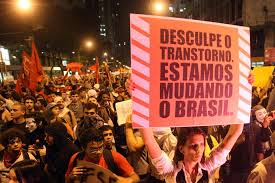 DESCULPE O
TRANSTORNO.
ESTAMOS
MUDANDO
O BRASIL...